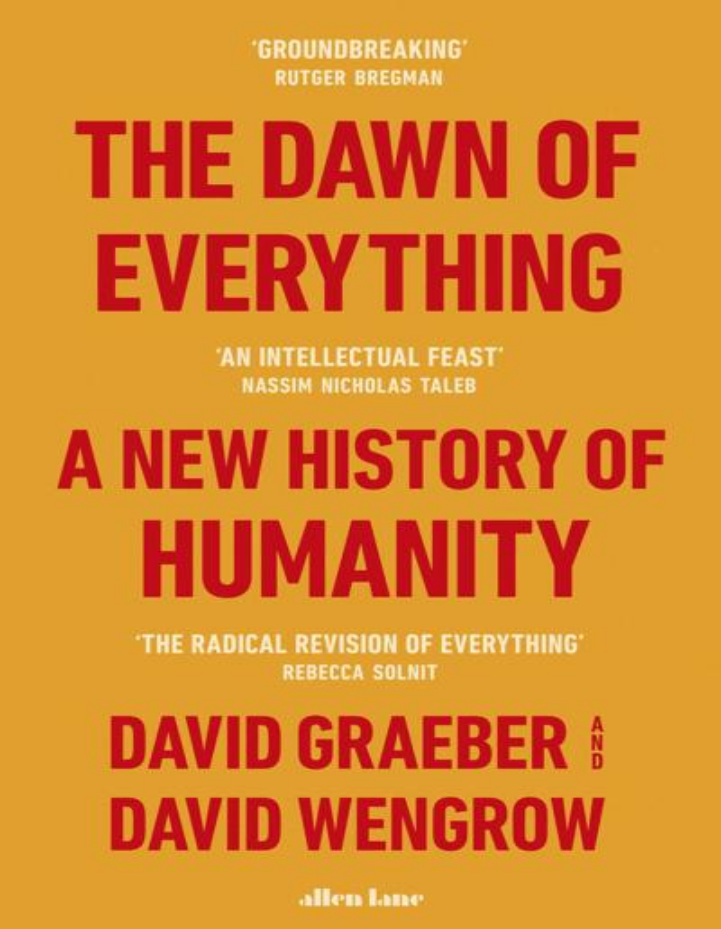 'GROUNDBREAKING'
RUTGER BREGMAN
THE DAWN OF
EVERYTHING
'AN INTELLECTUAL FEAST'
NASSIM NICHOLAS TALEB
A NEW HISTORY OF
HUMANITY
'THE RADICAL REVISION OF EVERYTHING'
REBECCA SOLNIT
DAVID GRAEBER AND
DAVID WENGROW
allen lane